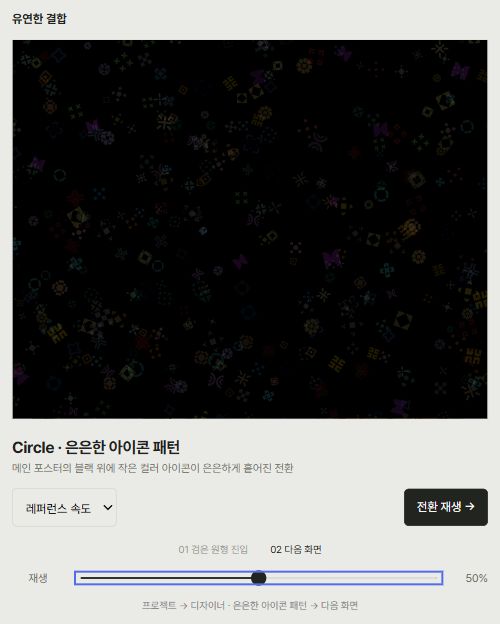 유연한 결합
Circle · 은은한 아이콘 패턴
메인 포스터의 블랙 위에 작은 컬러 아이콘이 은은하게 흩어진 전환
레퍼런스 속도
전환 재생 →
01 검은 원형 진입 02 다음 화면
재생 50%
프로젝트 → 디자이너 · 은은한 아이콘 패턴 → 다음 화면